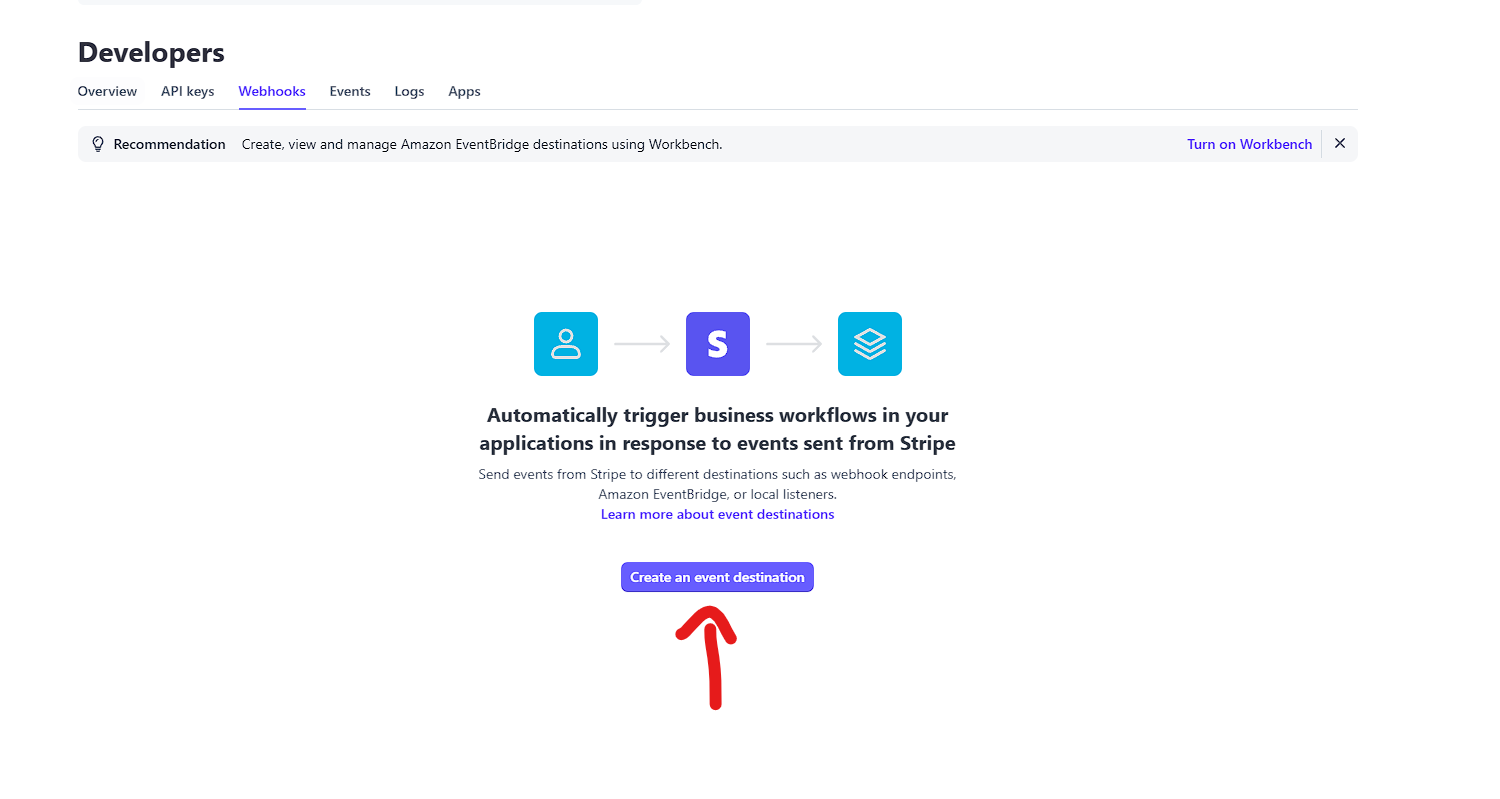 Developers
Overview API keys Webhooks Events Logs Apps
Recommendation Create, view and manage Amazon EventBridge destinations using Workbench. Turn on Workbench
S
Automatically trigger business workflows in your
applications in response to events sent from Stripe
Send events from Stripe to different destinations such as webhook endpoints,
Amazon EventBridge, or local listeners.
Learn more about event destinations
Create an event destination